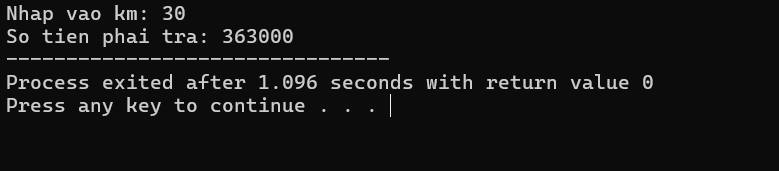 Nhap vao km: 30
So tien phai tra: 363000
--------------------------------
Process exited after 1.096 seconds with return value 0
Press any key to continue . . .